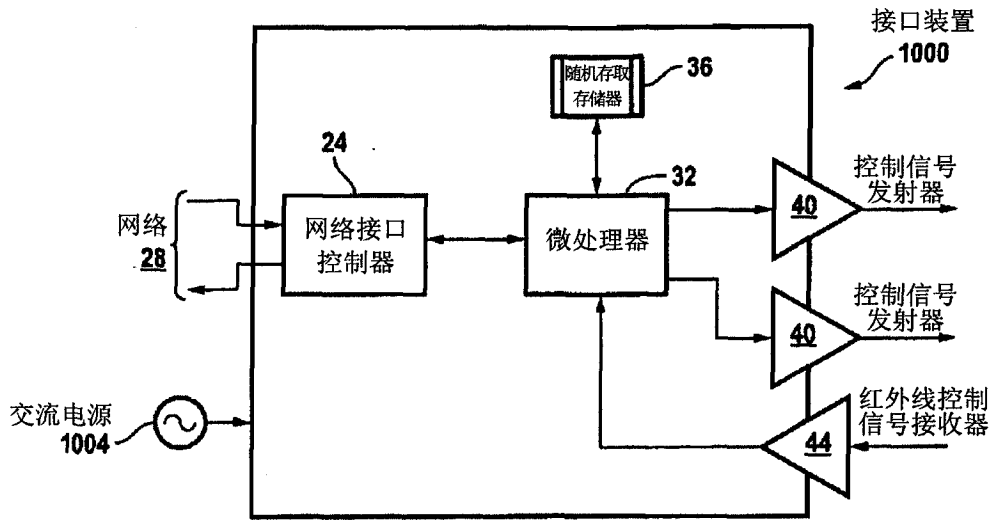 接口装置
1000
随机存取
存储器
36
24
32
网络
28
网络接口
控制器
微处理器
40
控制信号
发射器
40
控制信号
发射器
交流电源
1004
44
红外线控制
信号接收器